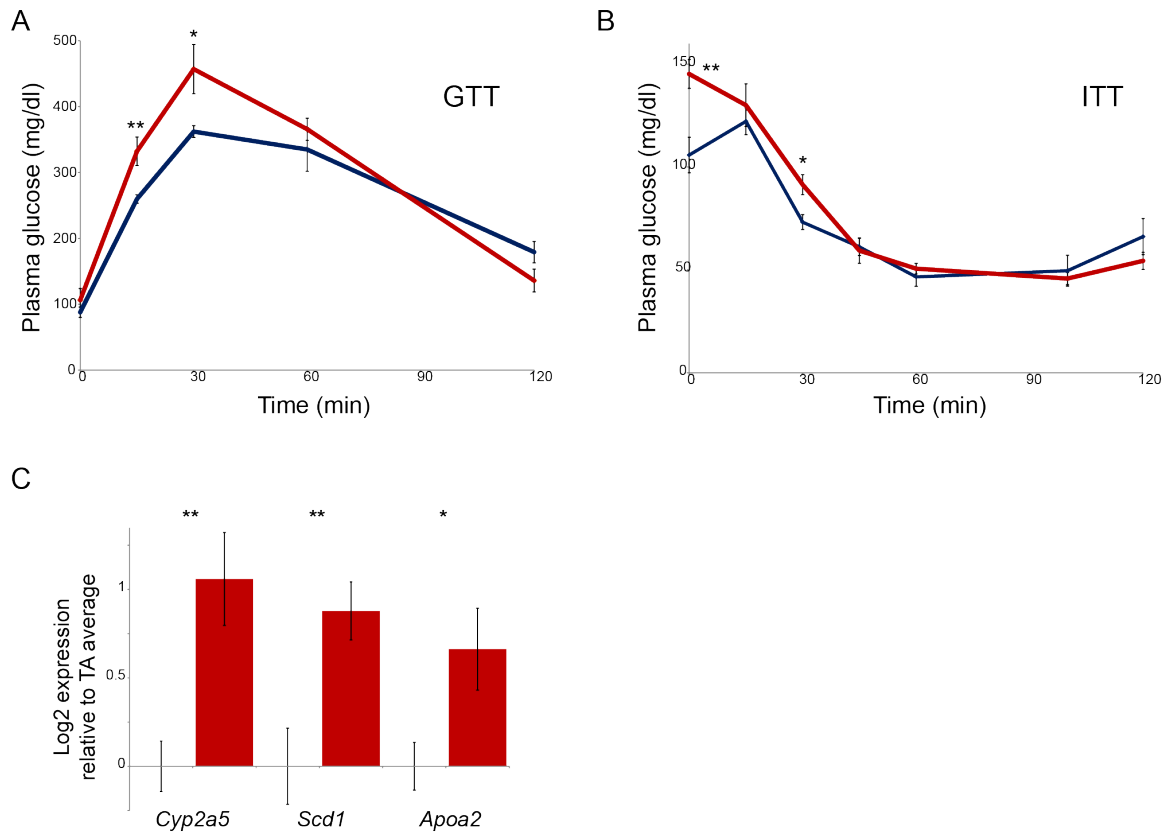 A
B
500
400
300
200
100
0
Plasma glucose (mg/dl)
**
*
GTT
0
30
60
90
120
Time (min)
150
100
50
0
Plasma glucose (mg/dl)
**
*
ITT
0
30
60
90
120
Time (min)
C
**
**
*
1
0.5
0
Log2 expression
relative to TA average
Cyp2a5
Scd1
Apoa2